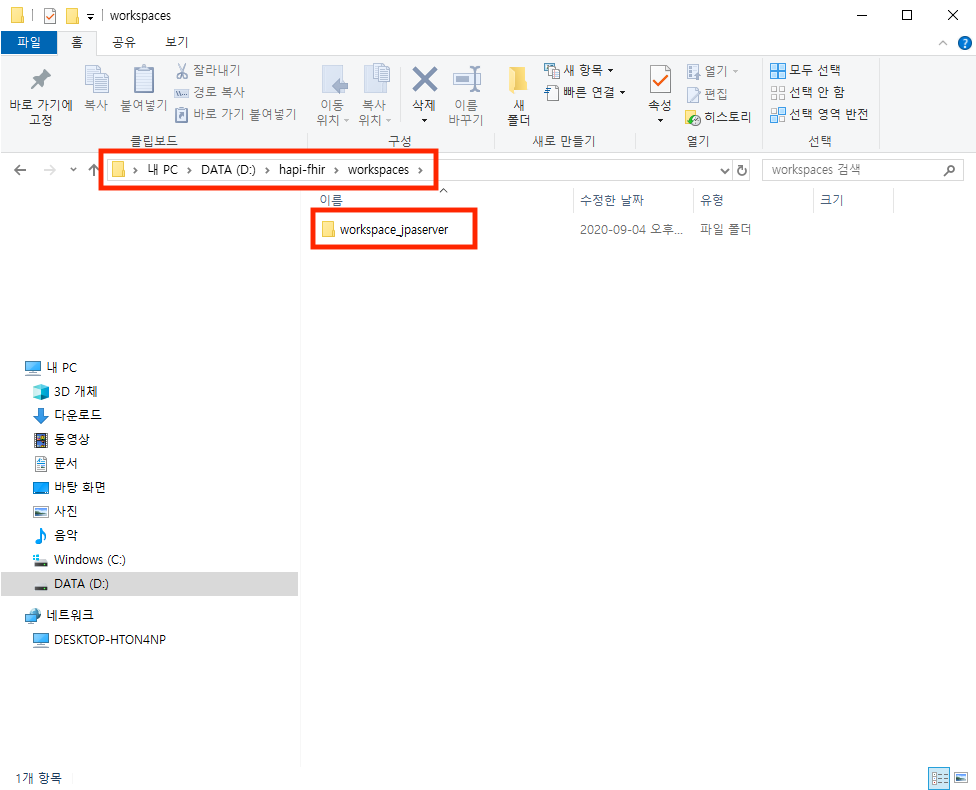 workspaces
파일 홈 공유 보기
바로 가기에 고정
복사
붙여넣기
잘라내기
경로 복사
바로 가기 붙여넣기
클립보드
이동 위치
복사 위치
삭제
이름 바꾸기
구성
새 폴더
새 항목
빠른 연결
새로 만들기
속성
열기
편집
히스토리
열기
모두 선택
선택 안 함
선택 영역 반전
선택
내 PC > DATA (D:) > hapi-fhir > workspaces >
workspaces 검색
이름 수정한 날짜 유형 크기
workspace_jpaserver 2020-09-04 오후... 파일 폴더
내 PC
3D 개체
다운로드
동영상
문서
바탕 화면
사진
음악
Windows (C:)
DATA (D:)
네트워크
DESKTOP-HTON4NP
1개 항목